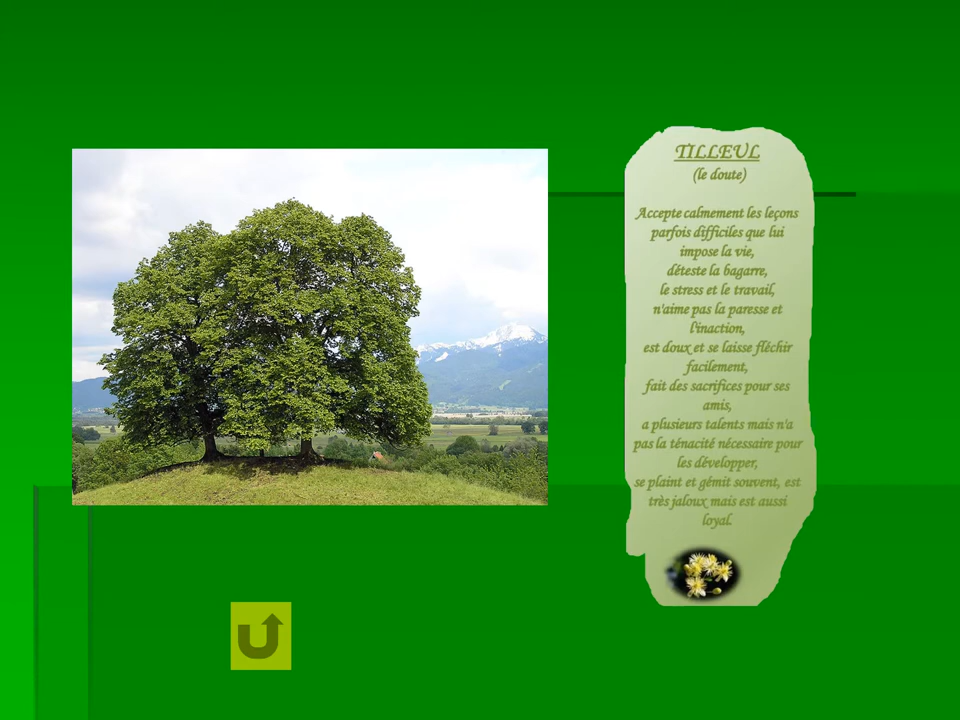 TILLEUL
(le doute)
Accepte calmement les leçons
parfois difficiles que lui
impose la vie,
déteste la bagarre,
le stress et le travail,
n'aime pas la paresse et
l'inaction,
est doux et se laisse fléchir
facilement,
fait des sacrifices pour ses
amis,
a plusieurs talents mais n'a
pas la ténacité nécessaire pour
les développer,
se plaint et gémit souvent, est
très jaloux mais est aussi
loyal.